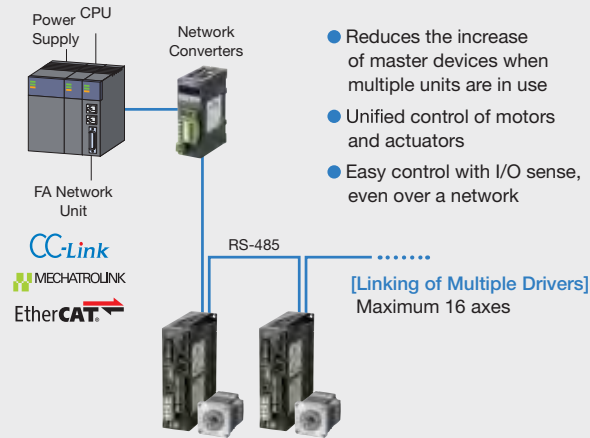 Power
Supply
CPU
Network
Converters
FA Network
Unit
CC-Link
MECHATROLINK
EtherCAT.
RS-485
● Reduces the increase
of master devices when
multiple units are in use
● Unified control of motors
and actuators
● Easy control with I/O sense,
even over a network
[Linking of Multiple Drivers]
Maximum 16 axes